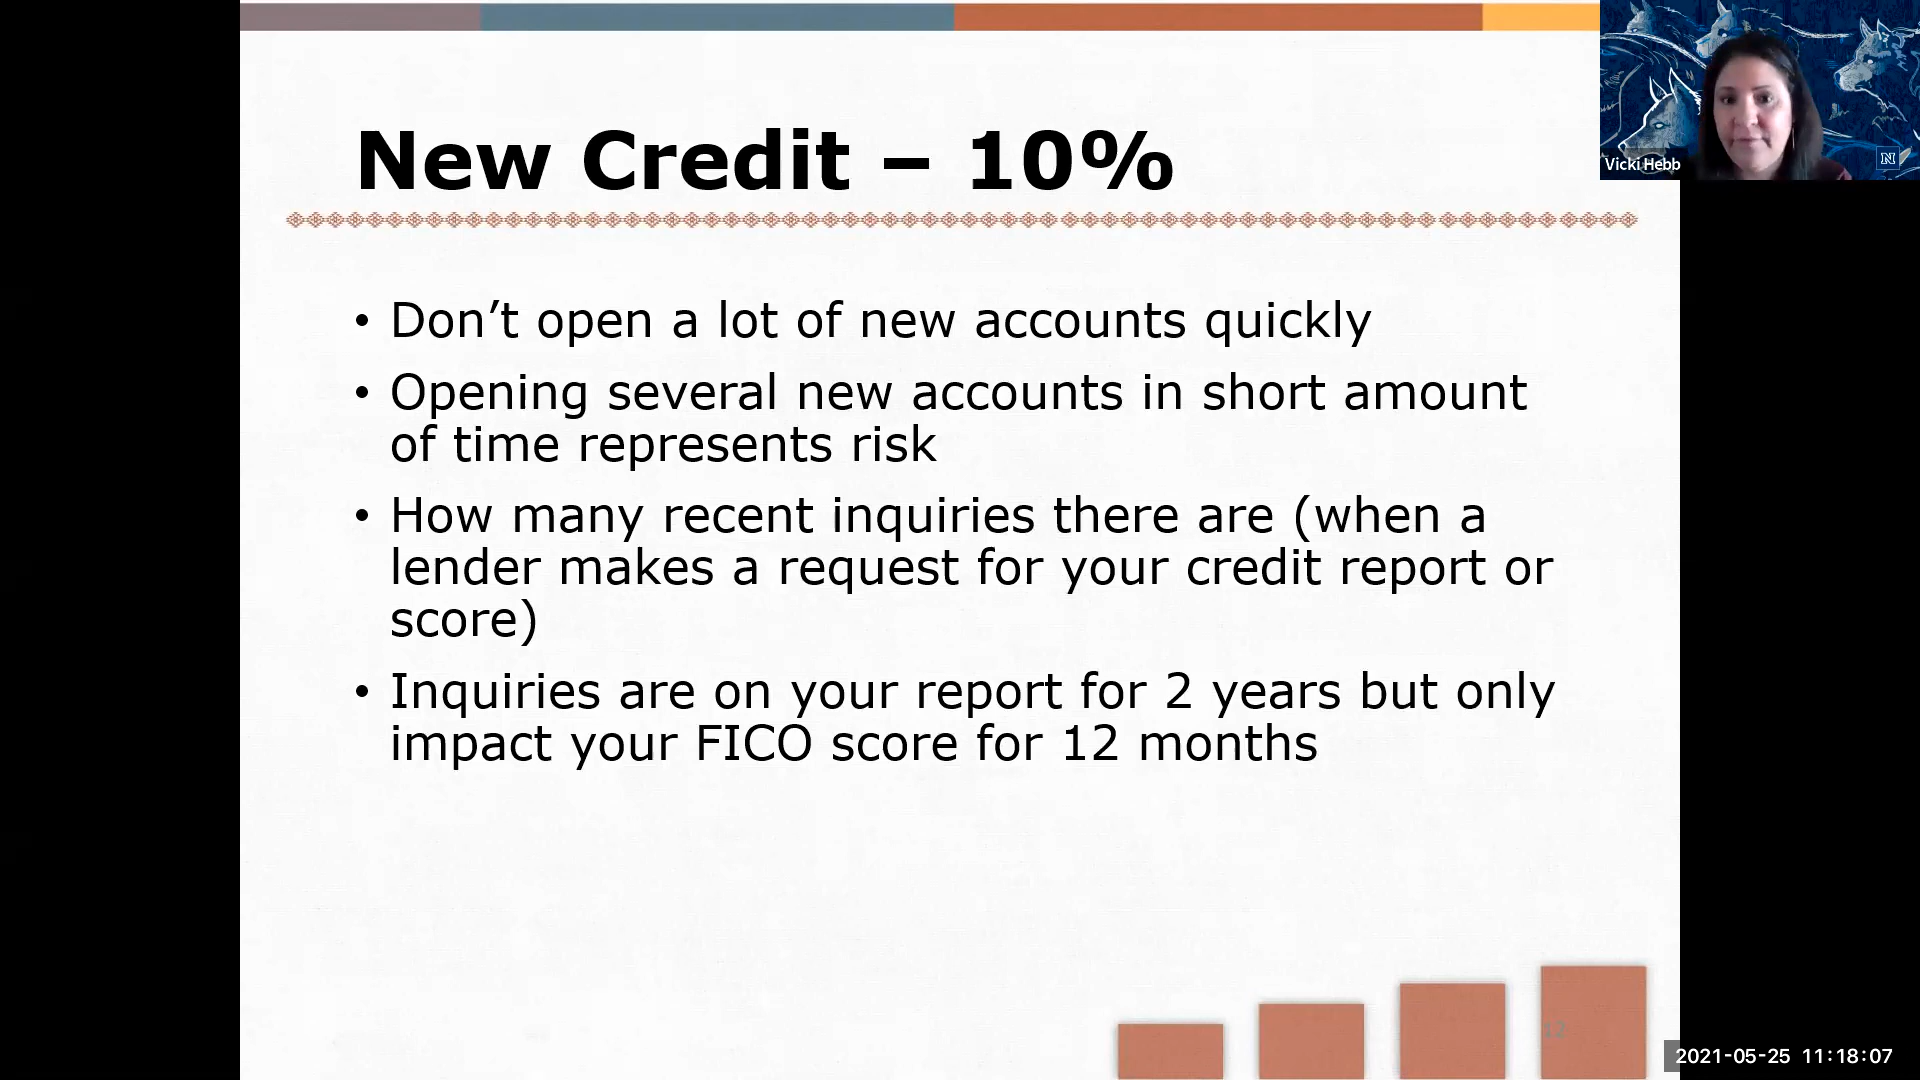 New Credit – 10%
• Don’t open a lot of new accounts quickly
• Opening several new accounts in short amount
of time represents risk
• How many recent inquiries there are (when a
lender makes a request for your credit report or
score)
• Inquiries are on your report for 2 years but only
impact your FICO score for 12 months
Vicki Hebb
N
12
2021-05-25 11:18:07